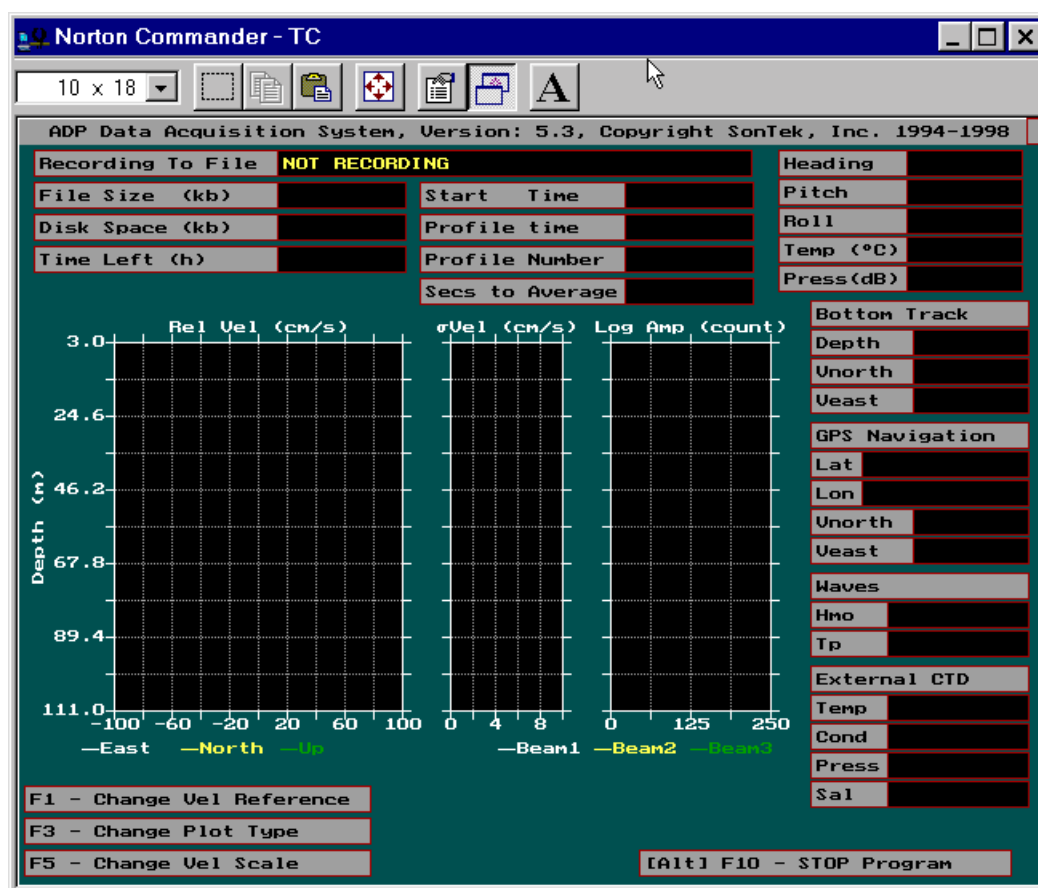 Norton Commander - TC
10 x 18
A
ADP Data Acquisition System, Version: 5.3, Copyright SonTek, Inc. 1994-1998
Recording To File NOT RECORDING
File Size (kb)
Disk Space (kb)
Time Left (h)
Start Time
Profile time
Profile Number
Secs to Average
Heading
Pitch
Roll
Temp (ºC)
Press(dB)
Rel Vel (cm/s) σVel (cm/s) Log Amp (count)
Depth (m)
3.0
24.6
46.2
67.8
89.4
111.0
-100 -60 -20 20 60 100 0 4 8 0 125 250
—East —North —Up —Beam1 —Beam2 —Beam3
Bottom Track
Depth
Vnorth
Veast
GPS Navigation
Lat
Lon
Vnorth
Veast
Waves
Hmo
Tp
External CTD
Temp
Cond
Press
Sal
F1 - Change Vel Reference
F3 - Change Plot Type
F5 - Change Vel Scale
[Alt] F10 - STOP Program